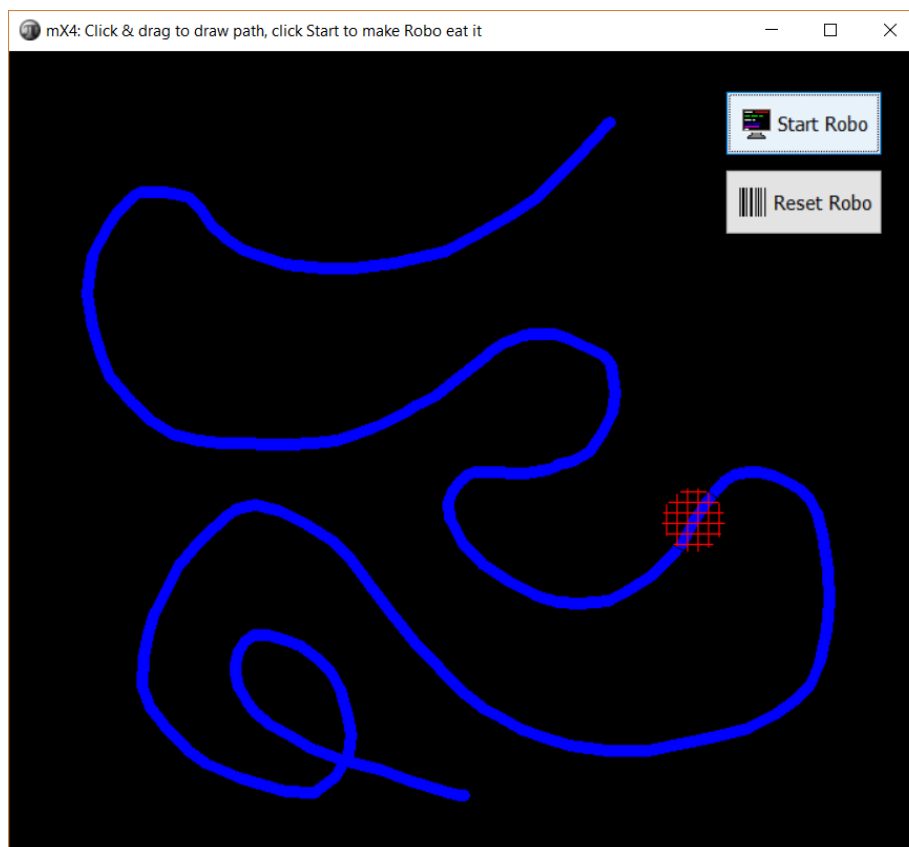 mX4: Click & drag to draw path, click Start to make Robo eat it
Start Robo
Reset Robo